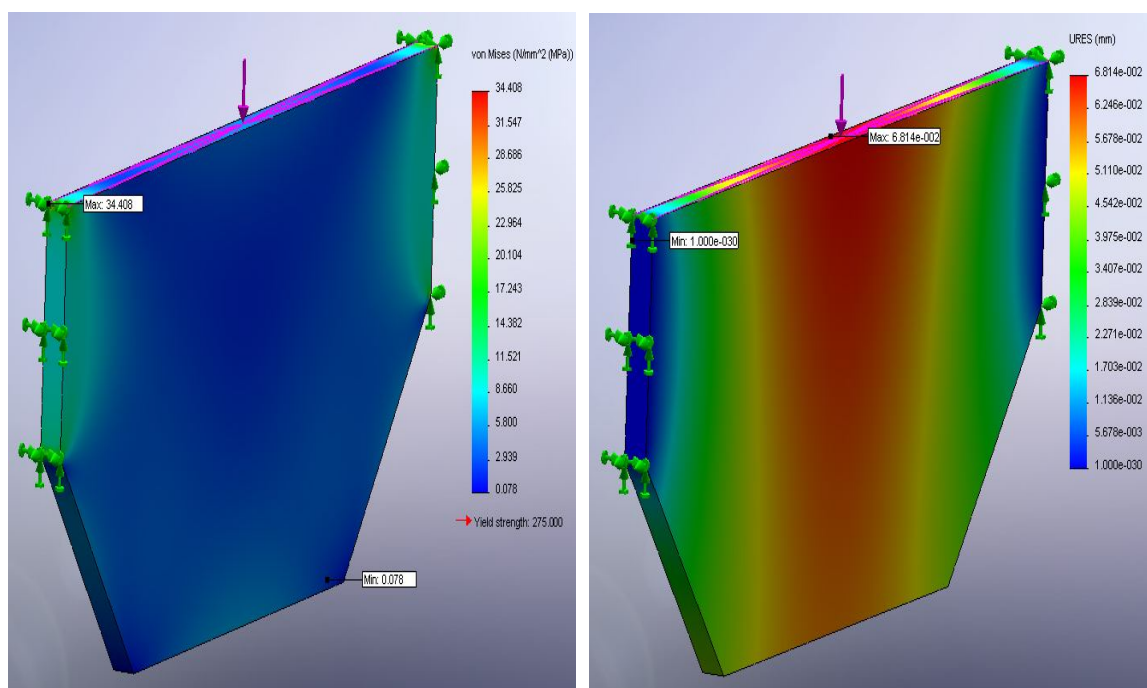 von Mises (N/mm^2 (MPa))
34.408
31.547
28.686
25.825
22.964
20.104
17.243
14.382
11.521
8.660
5.800
2.939
0.078
Yield strength: 275.000
Max: 34.408
Min: 0.078
URES (mm)
6.814e-002
6.246e-002
5.678e-002
5.110e-002
4.542e-002
3.975e-002
3.407e-002
2.839e-002
2.271e-002
1.703e-002
1.136e-002
5.678e-003
1.000e-030
Max: 6.814e-002
Min: 1.000e-030